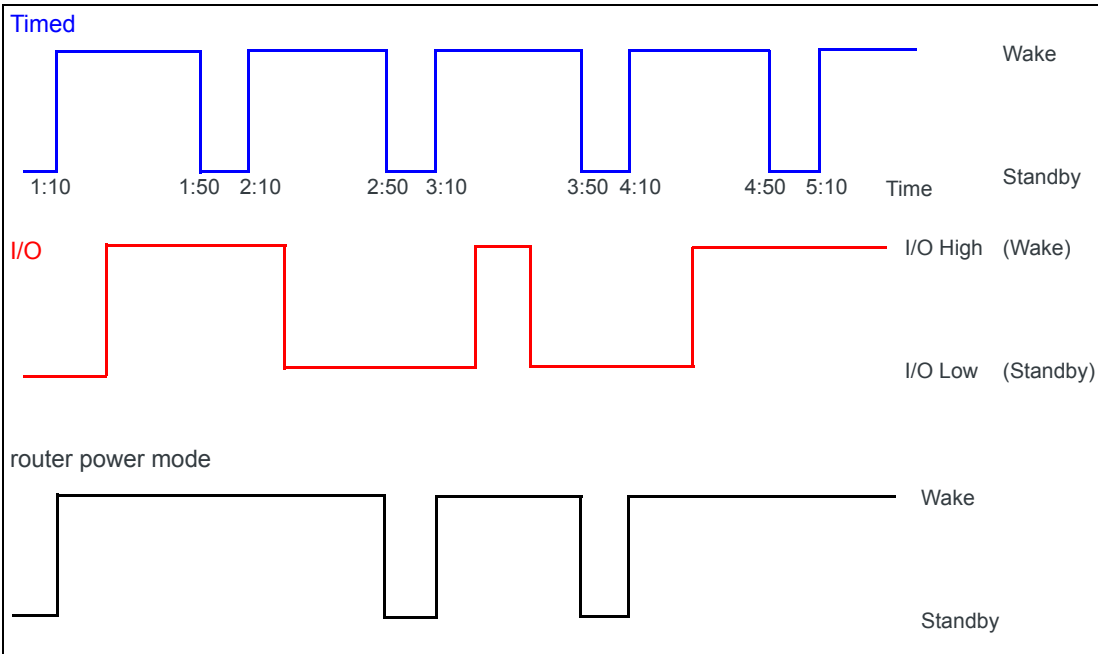 Timed
Wake
1:10 1:50 2:10 2:50 3:10 3:50 4:10 4:50 5:10 Time Standby
I/O I/O High (Wake)
I/O Low (Standby)
router power mode
Wake
Standby